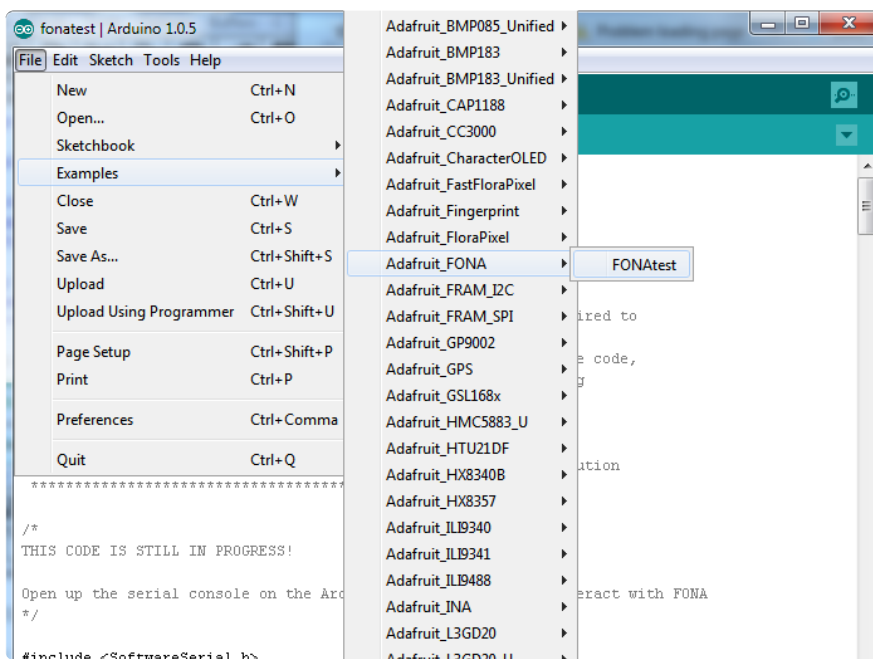 fonatest | Arduino 1.0.5
File Edit Sketch Tools Help
New Ctrl+N
Open... Ctrl+O
Sketchbook
Examples
Close Ctrl+W
Save Ctrl+S
Save As... Ctrl+Shift+S
Upload Ctrl+U
Upload Using Programmer Ctrl+Shift+U
Page Setup Ctrl+Shift+P
Print Ctrl+P
Preferences Ctrl+Comma
Quit Ctrl+Q
Adafruit_BMP085_Unified
Adafruit_BMP183
Adafruit_BMP183_Unified
Adafruit_CAP1188
Adafruit_CC3000
Adafruit_CharacterOLED
Adafruit_FastFloraPixel
Adafruit_Fingerprint
Adafruit_FloraPixel
Adafruit_FONA
Adafruit_FRAM_I2C
Adafruit_FRAM_SPI
Adafruit_GP9002
Adafruit_GPS
Adafruit_GSL168x
Adafruit_HMC5883_U
Adafruit_HTU21DF
Adafruit_HX8340B
Adafruit_HX8357
Adafruit_ILI9340
Adafruit_ILI9341
Adafruit_ILI9488
Adafruit_INA
Adafruit_L3GD20
Adafruit_L3GD20_U
FONAtest
ired to
e code,
g
ution
************************************
/*
THIS CODE IS STILL IN PROGRESS!
Open up the serial console on the Ard eract with FONA
*/
#include <SoftwareSerial.h>